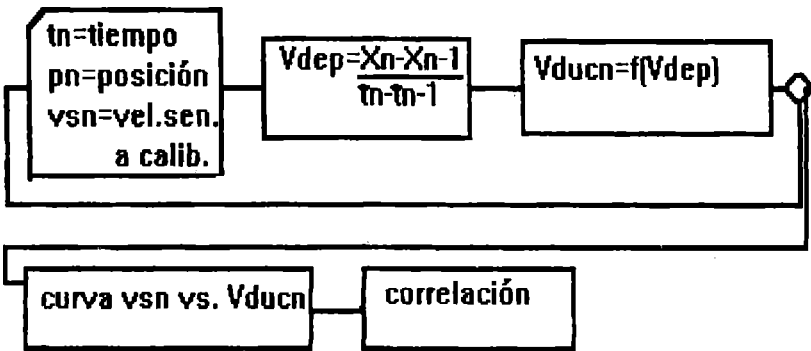 tn=tiempo
pn=posición
vsn=vel.sen.
a calib.
Vdep=Xn-Xn-1
tn-tn-1
Vducn=f(Vdep)
curva vsn vs. Vducn
correlación